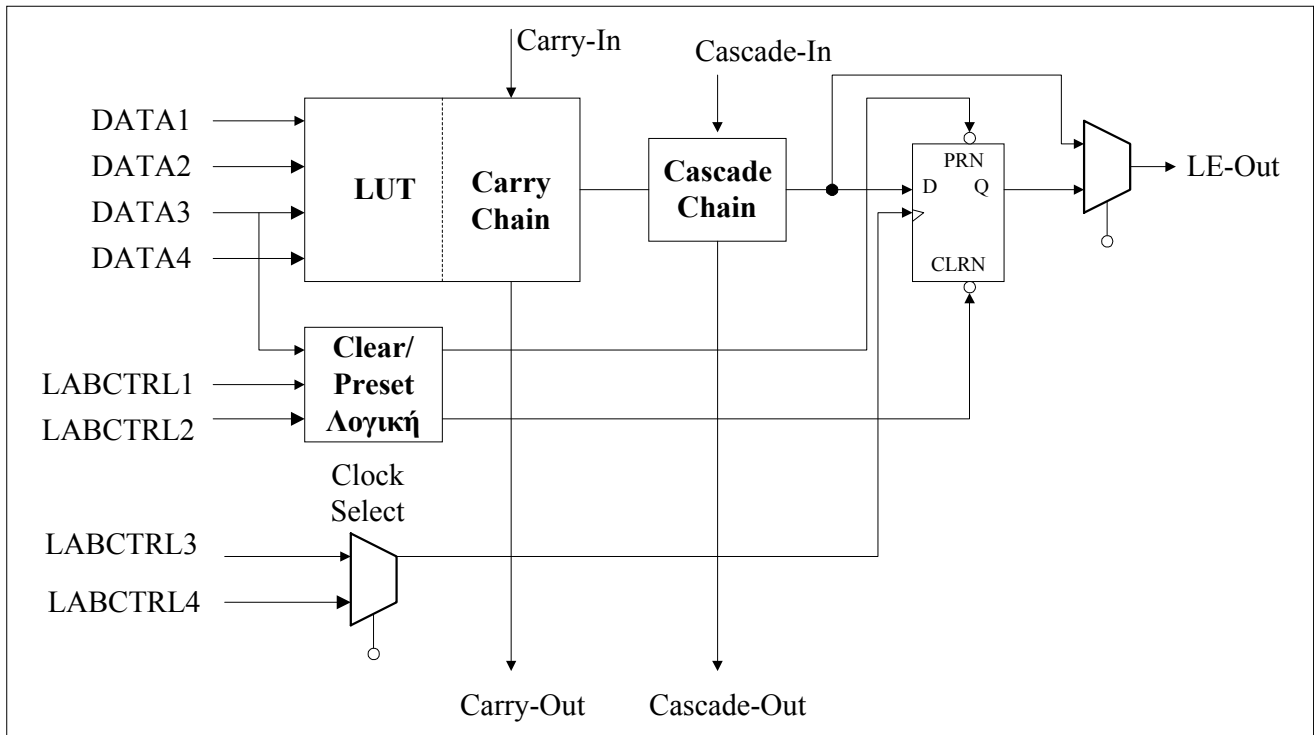 Carry-In
Cascade-In
DATA1
DATA2
DATA3
DATA4
LUT
Carry
Chain
Cascade
Chain
PRN
D
Q
CLRN
LE-Out
Clear/
Preset
Λογική
LABCTRL1
LABCTRL2
Clock
Select
LABCTRL3
LABCTRL4
Carry-Out
Cascade-Out